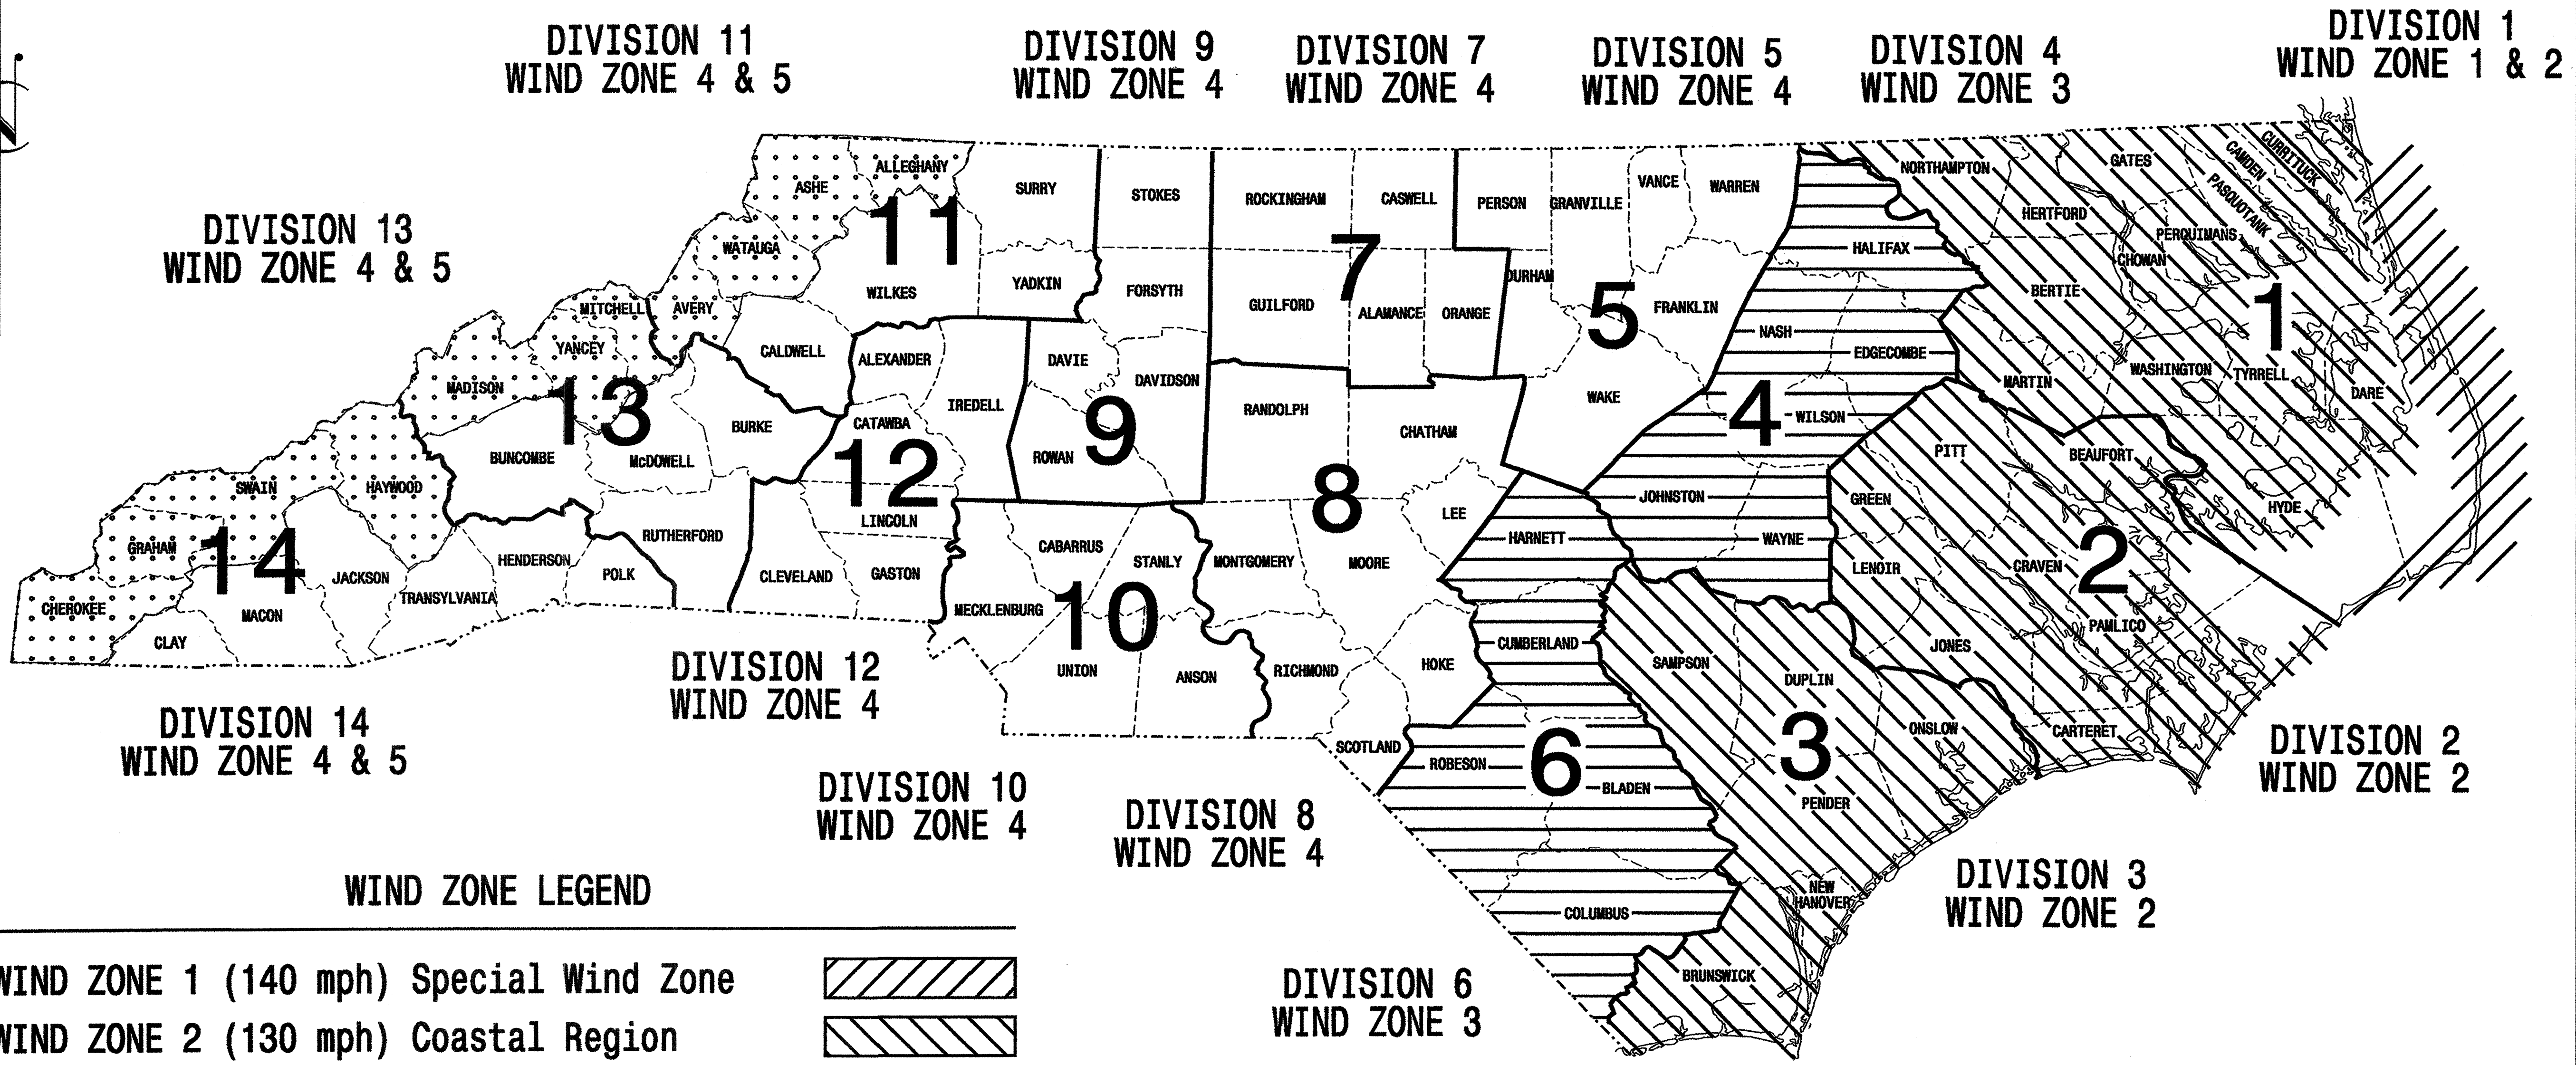 DIVISION 11
WIND ZONE 4 & 5
DIVISION 9
WIND ZONE 4
DIVISION 7
WIND ZONE 4
DIVISION 5
WIND ZONE 4
DIVISION 4
WIND ZONE 3
DIVISION 1
WIND ZONE 1 & 2
N
DIVISION 13
WIND ZONE 4 & 5
ASHE
ALLEGHANY
SURRY
STOKES
ROCKINGHAM
CASWELL
PERSON
GRANVILLE
VANCE
WARREN
NORTHAMPTON
GATES
CAMDEN
CURRITUCK
PASQUOTANK
HERTFORD
PERQUIMANS
CHOWAN
HALIFAX
11
WATAUGA
WILKES
YADKIN
FORSYTH
7
GUILFORD
ALAMANCE
ORANGE
DURHAM
5
FRANKLIN
NASH
EDGECOMBE
BERTIE
1
MITCHELL
AVERY
YANCEY
CALDWELL
ALEXANDER
DAVIE
DAVIDSON
MADISON
13
IREDELL
RANDOLPH
WAKE
MARTIN
WASHINGTON
TYRRELL
DARE
4
WILSON
BURKE
CATAWBA
9
ROWAN
CHATHAM
PITT
BEAUFORT
BUNCOMBE
McDOWELL
12
LINCOLN
8
LEE
JOHNSTON
GREEN
HYDE
SWAIN
HAYWOOD
RUTHERFORD
CABARRUS
STANLY
MONTGOMERY
MOORE
HARNETT
WAYNE
LENOIR
CRAVEN
2
GRAHAM
14
JACKSON
HENDERSON
POLK
CLEVELAND
GASTON
MECKLENBURG
10
CHEROKEE
MACON
TRANSYLVANIA
CLAY
UNION
ANSON
RICHMOND
HOKE
CUMBERLAND
SAMPSON
DUPLIN
JONES
PAMLICO
SCOTLAND
ROBESON
6
BLADEN
3
ONSLOW
CARTERET
PENDER
NEW
HANOVER
COLUMBUS
BRUNSWICK
DIVISION 12
WIND ZONE 4
DIVISION 14
WIND ZONE 4 & 5
DIVISION 2
WIND ZONE 2
DIVISION 10
WIND ZONE 4
DIVISION 8
WIND ZONE 4
DIVISION 3
WIND ZONE 2
DIVISION 6
WIND ZONE 3
WIND ZONE LEGEND
WIND ZONE 1 (140 mph) Special Wind Zone
WIND ZONE 2 (130 mph) Coastal Region